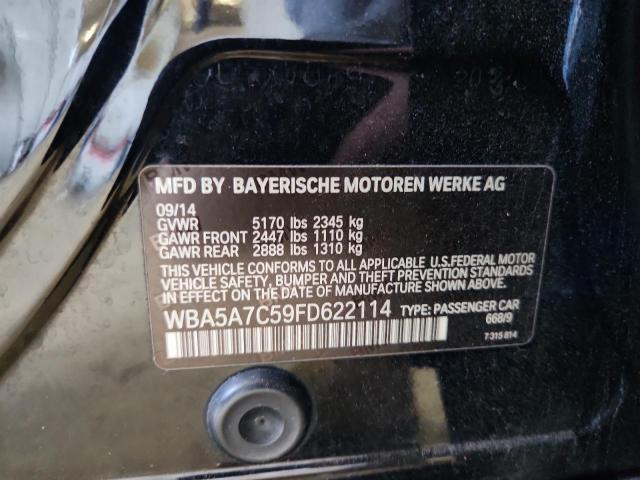 MFD BY BAYERISCHE MOTOREN WERKE AG
09/14
GVWR 5170 lbs 2345 kg
GAWR FRONT 2447 lbs 1110 kg
GAWR REAR 2888 lbs 1310 kg
THIS VEHICLE CONFORMS TO ALL APPLICABLE U.S.FEDERAL MOTOR
VEHICLE SAFETY, BUMPER AND THEFT PREVENTION STANDARDS
IN EFFECT ON THE DATE OF MANUFACTURE SHOWN ABOVE.
WBA5A7C59FD622114 TYPE: PASSENGER CAR
668/9
7 315 814